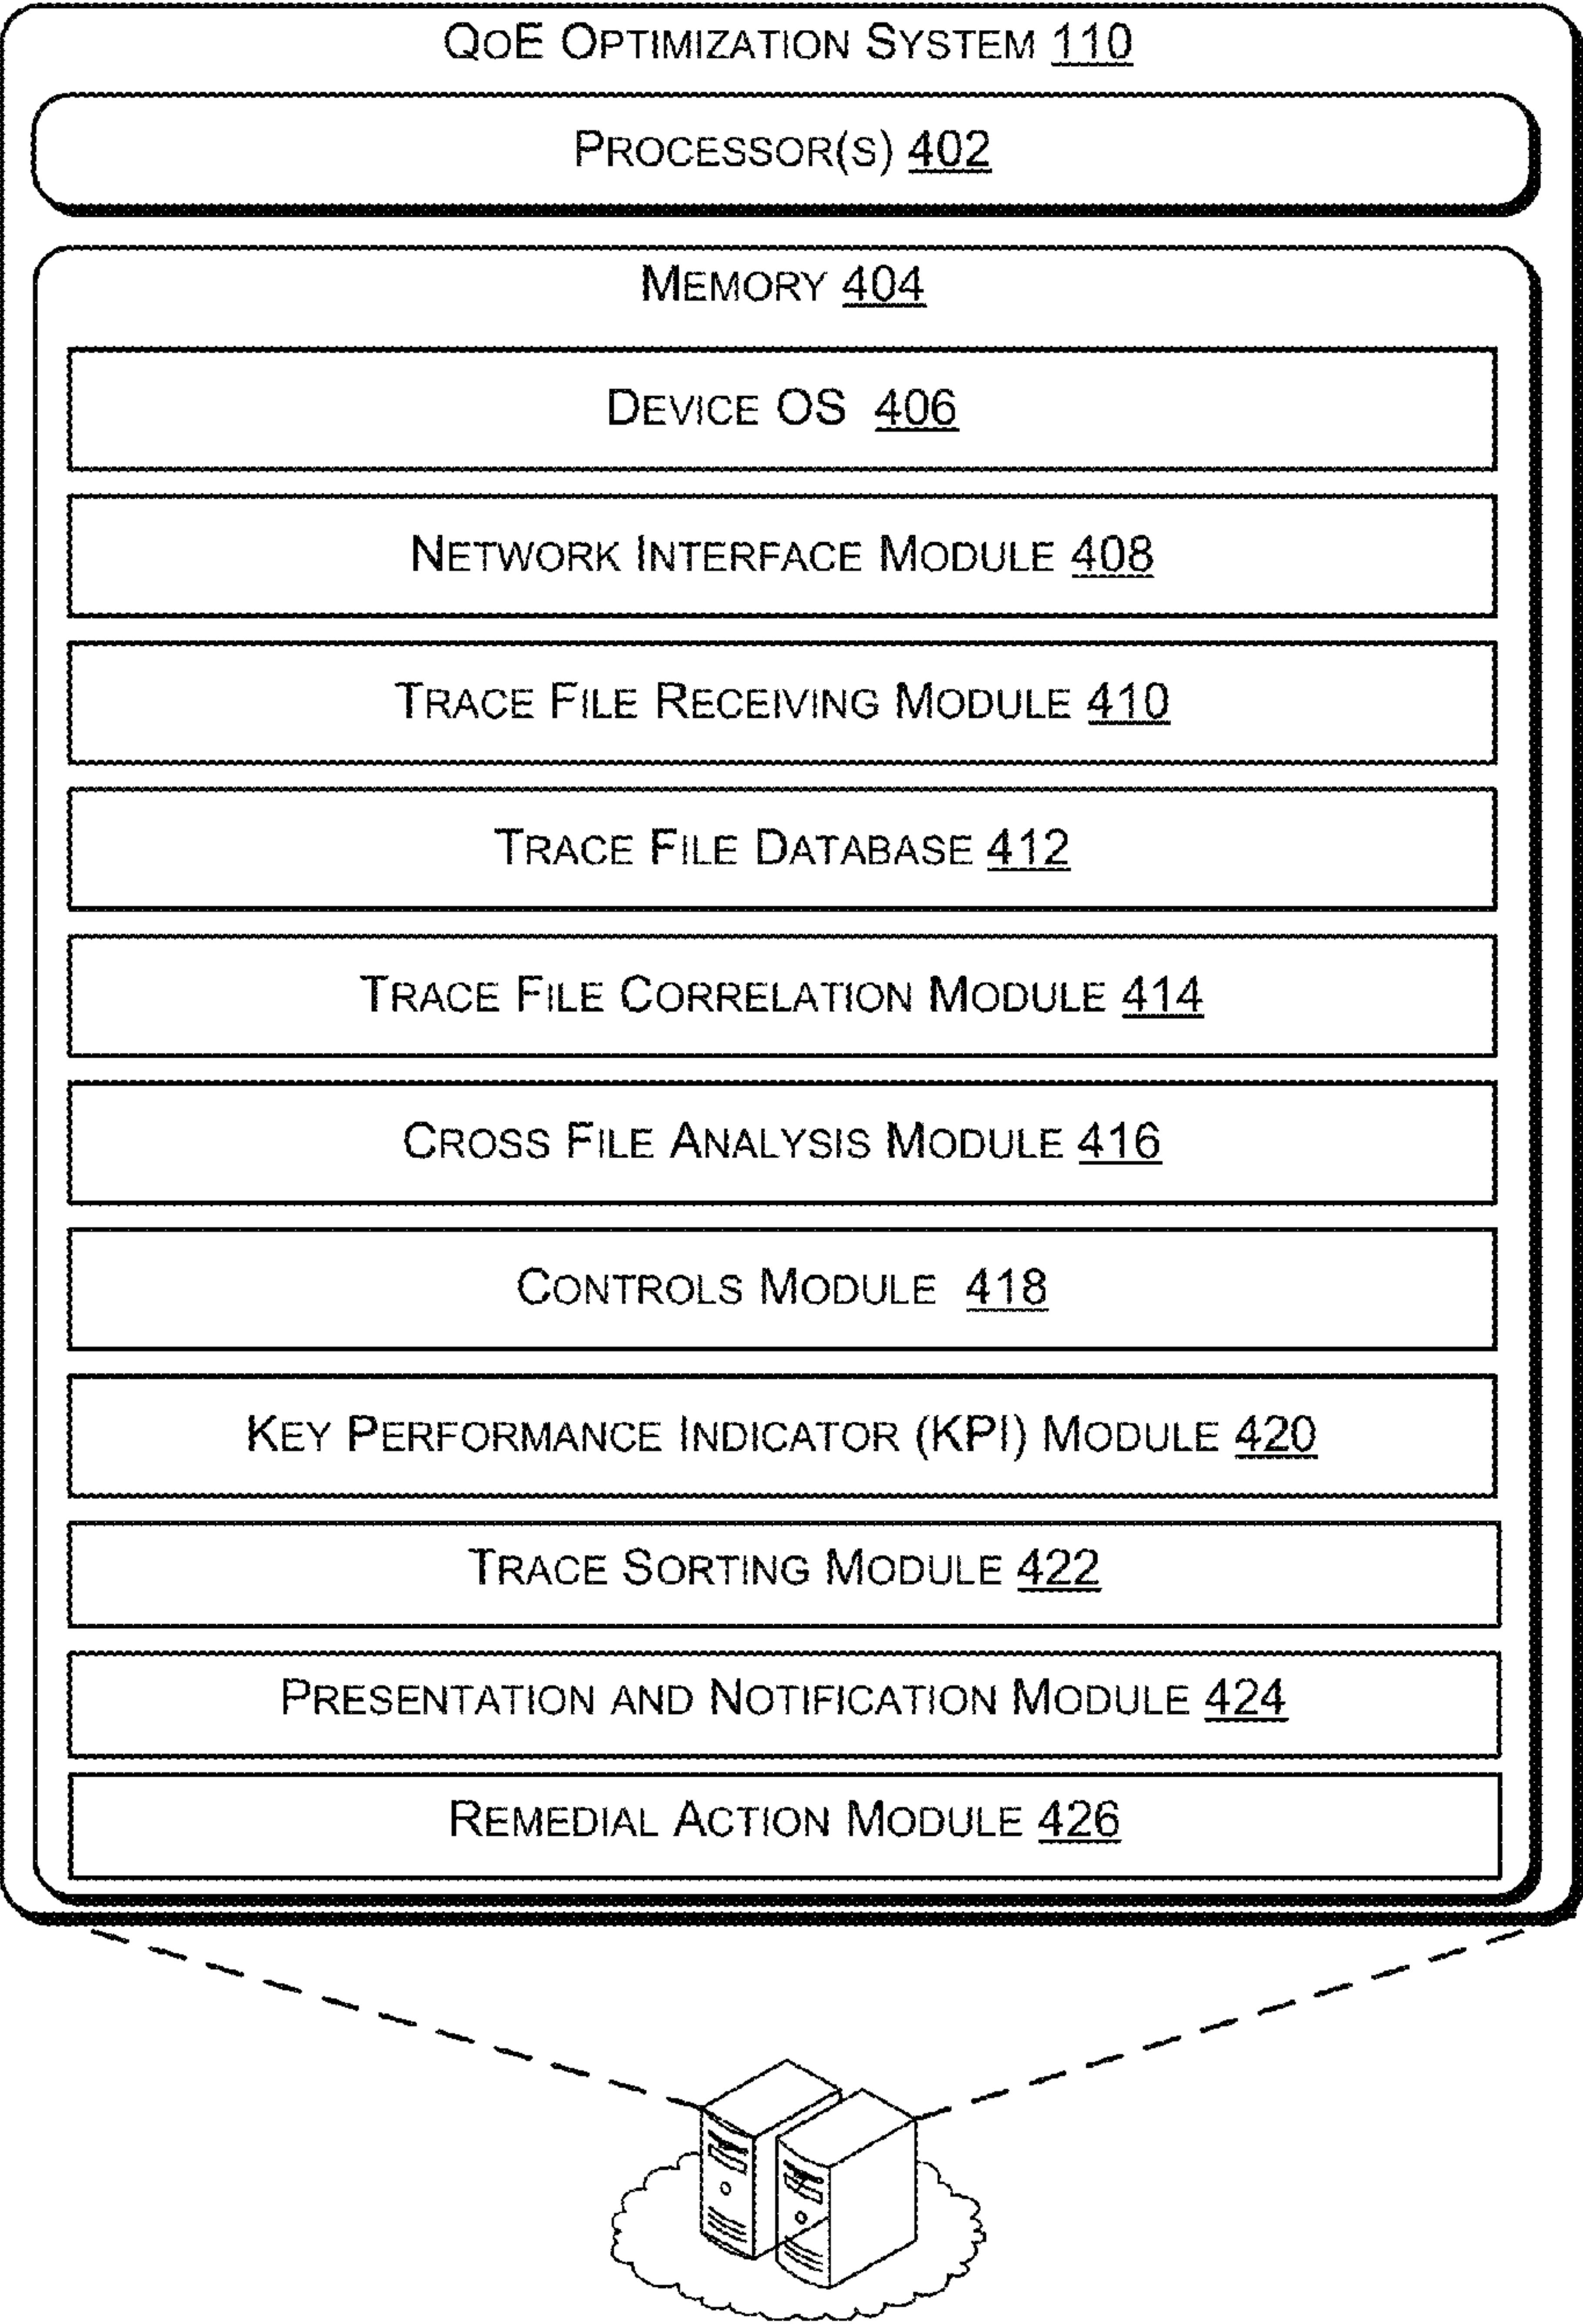 QoE Optimization System 110
Processor(s) 402
Memory 404
Device OS 406
Network Interface Module 408
Trace File Receiving Module 410
Trace File Database 412
Trace File Correlation Module 414
Cross File Analysis Module 416
Controls Module 418
Key Performance Indicator (KPI) Module 420
Trace Sorting Module 422
Presentation and Notification Module 424
Remedial Action Module 426